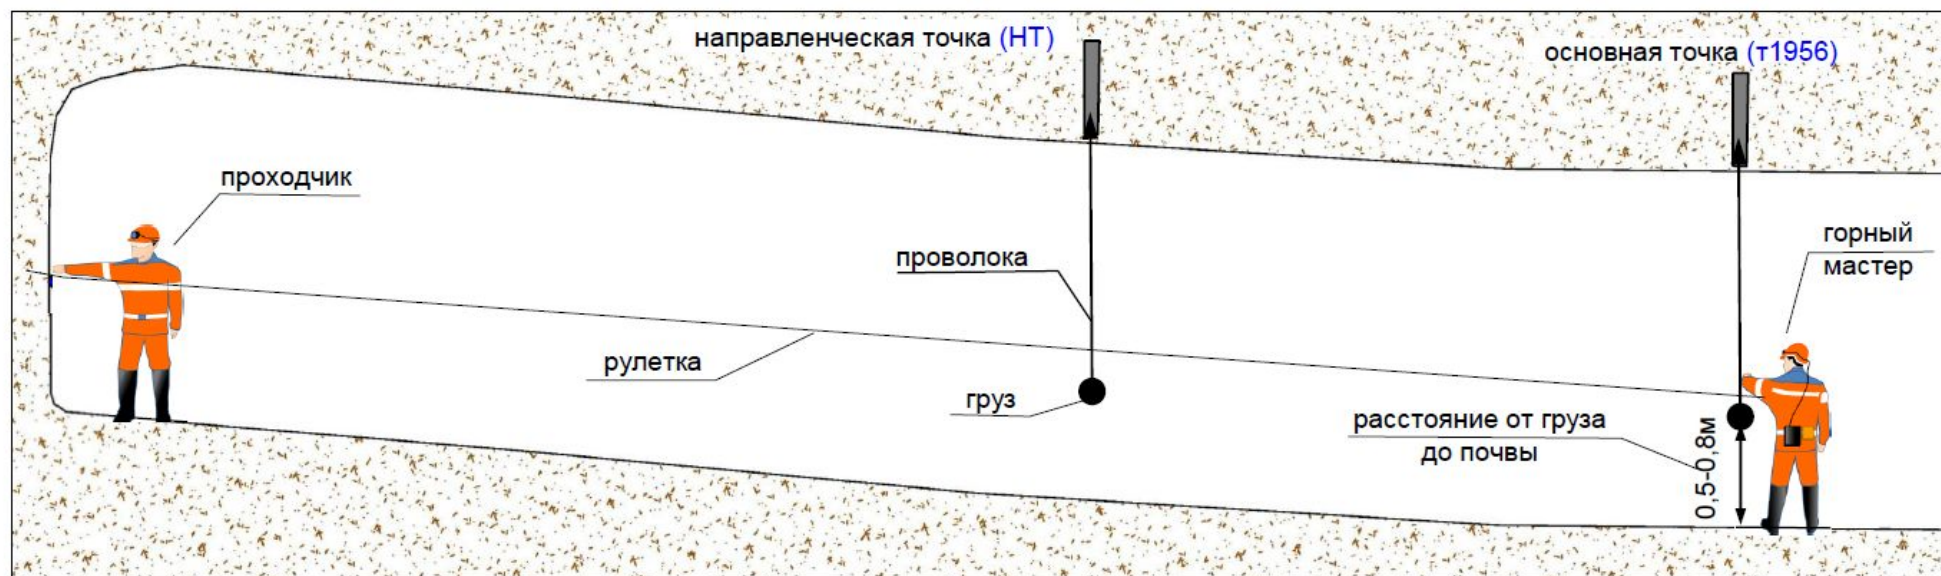 направленческая точка (НТ)
основная точка (т1956)
проходчик
горный
мастер
проволока
рулетка
груз
расстояние от груза
до почвы
0,5-0,8м